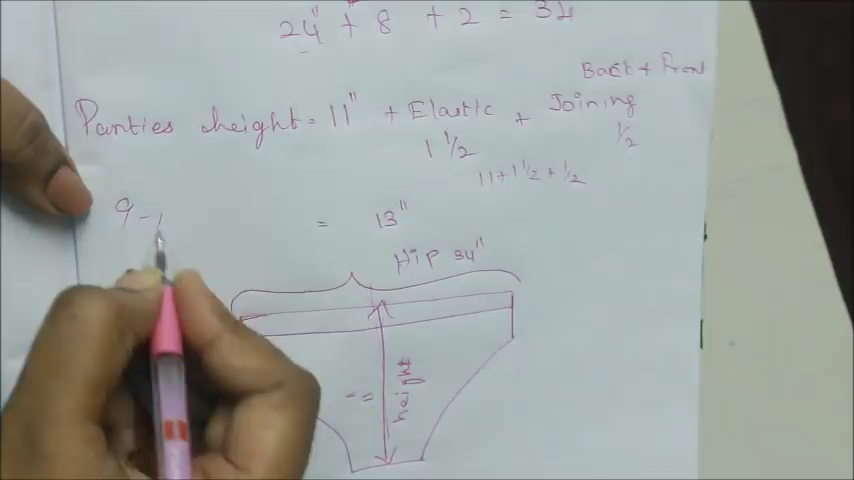 24" + 8 + 2 = 34
Back + Front
Panties height = 11" + Elastic + Joining
1 1/2 1/2
11+1 1/2+1/2
9 -
= 13"
Hip 34"